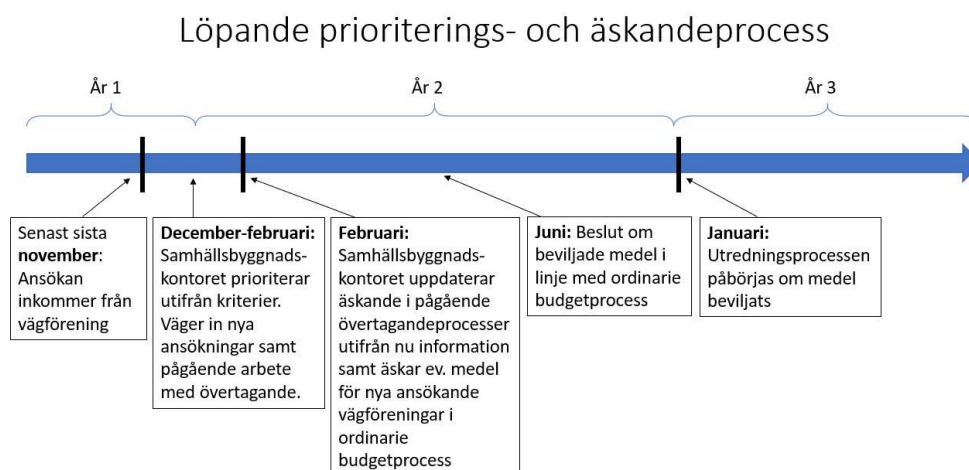 Löpande prioriterings- och äskandeprocess
År 1
År 2
År 3
Senast sista
november:
Ansökan
inkommer från
vägförening
December-februari:
Samhällsbyggnads-
kontoret prioriterar
utifrån kriterier.
Väger in nya
ansökningar samt
pågående arbete
med övertagande.
Februari:
Samhällsbyggnads-
kontoret uppdaterar
äskande i pågående
övertagandeprocesser
utifrån nu information
samt äskar ev. medel
för nya ansökande
vägföreningar i
ordinarie
budgetprocess
Juni: Beslut om
beviljade medel i
linje med ordinarie
budgetprocess
Januari:
Utredningsprocessen
påbörjas om medel
beviljats